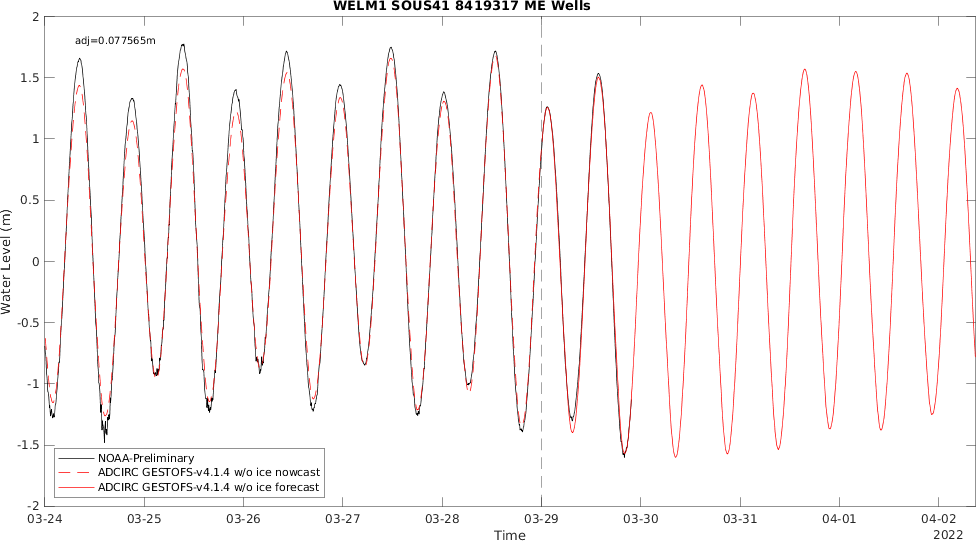 WELM1 SOUS41 8419317 ME Wells
adj=0.077565m
Water Level (m)
2
1.5
1
0.5
0
-0.5
-1
-1.5
-2
NOAA-Preliminary
ADCIRC GESTOFS-v4.1.4 w/o ice nowcast
ADCIRC GESTOFS-v4.1.4 w/o ice forecast
03-24 03-25 03-26 03-27 03-28 03-29 03-30 03-31 04-01 04-02
Time
2022